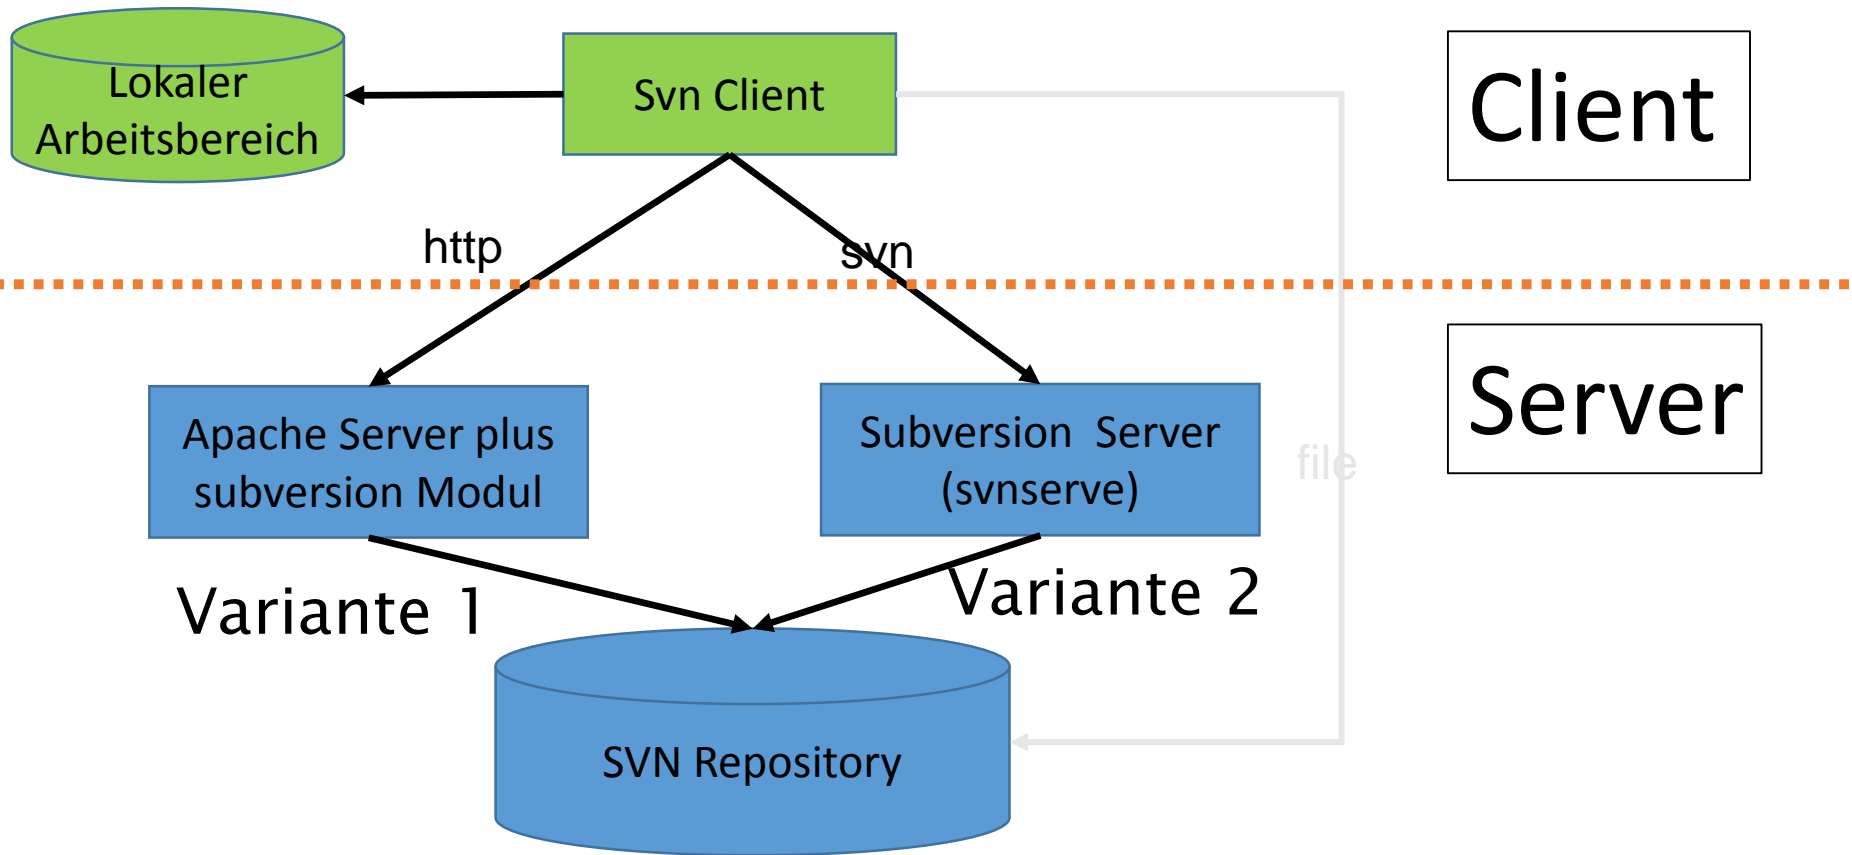 Lokaler
Arbeitsbereich
Svn Client
Client
http
svn
Server
Apache Server plus
subversion Modul
Subversion  Server
(svnserve)
file
Variante 1
Variante 2
SVN Repository